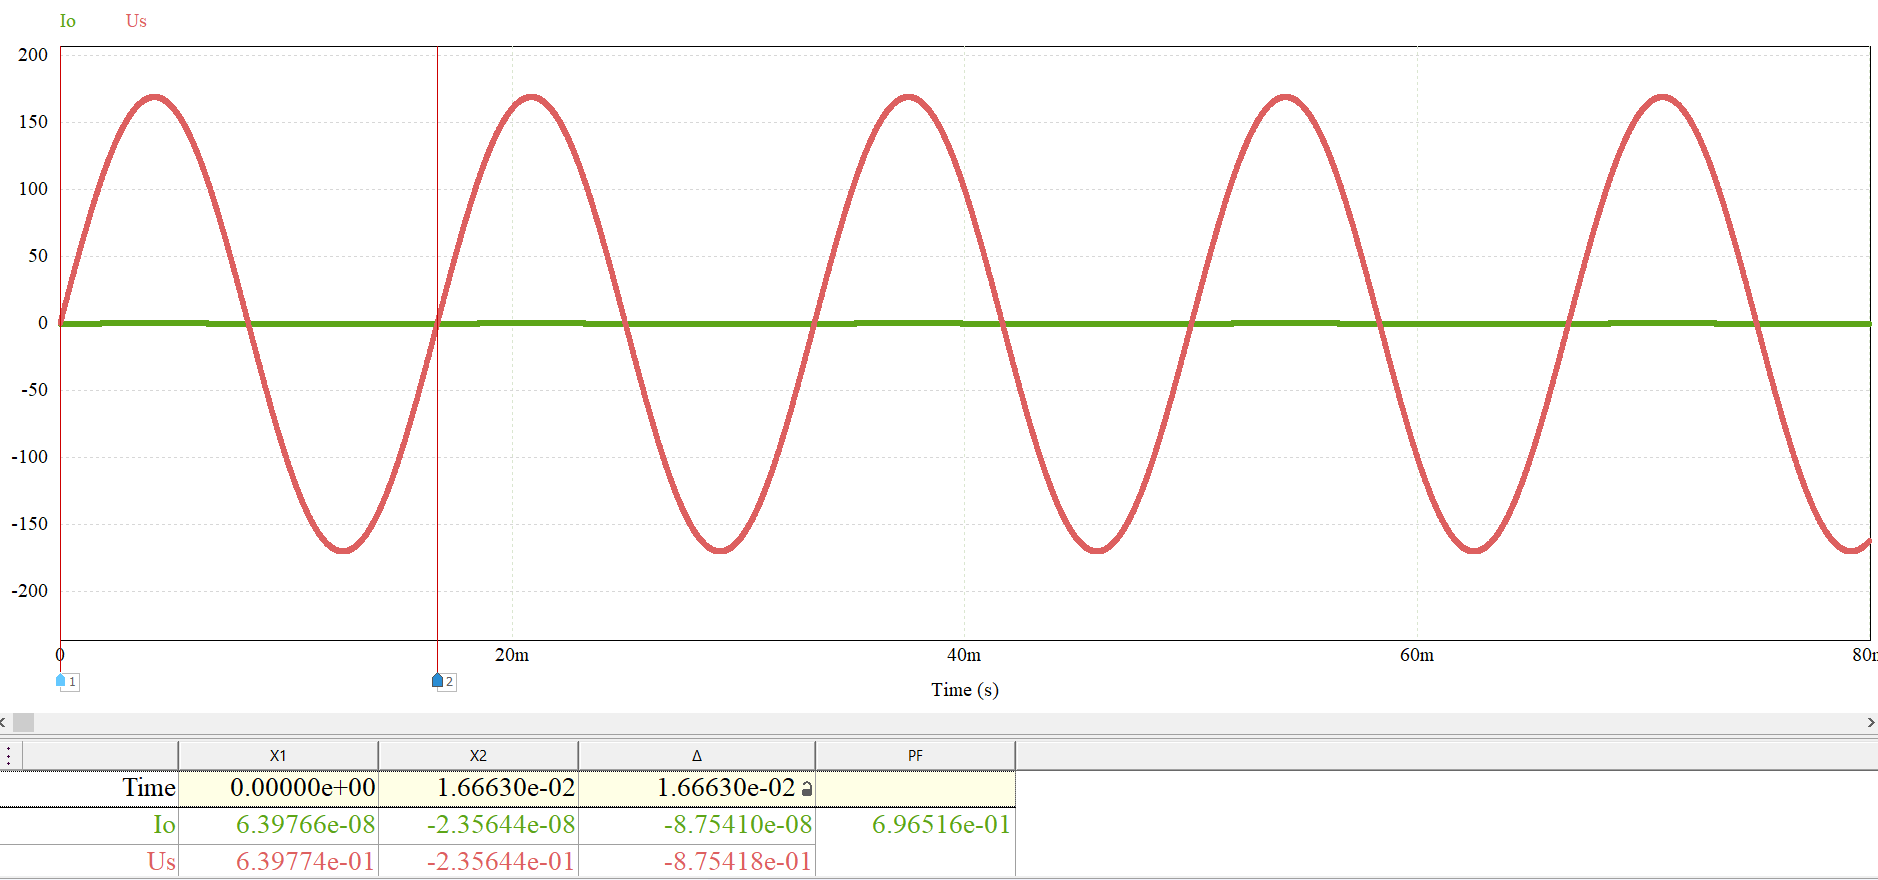 Io Us
200
150
100
50
0
-50
-100
-150
-200
0 20m 40m 60m 80m
1 2
Time (s)
X1 X2 Δ PF
Time 0.00000e+00 1.66630e-02 1.66630e-02
Io 6.39766e-08 -2.35644e-08 -8.75410e-08 6.96516e-01
Us 6.39774e-01 -2.35644e-01 -8.75418e-01